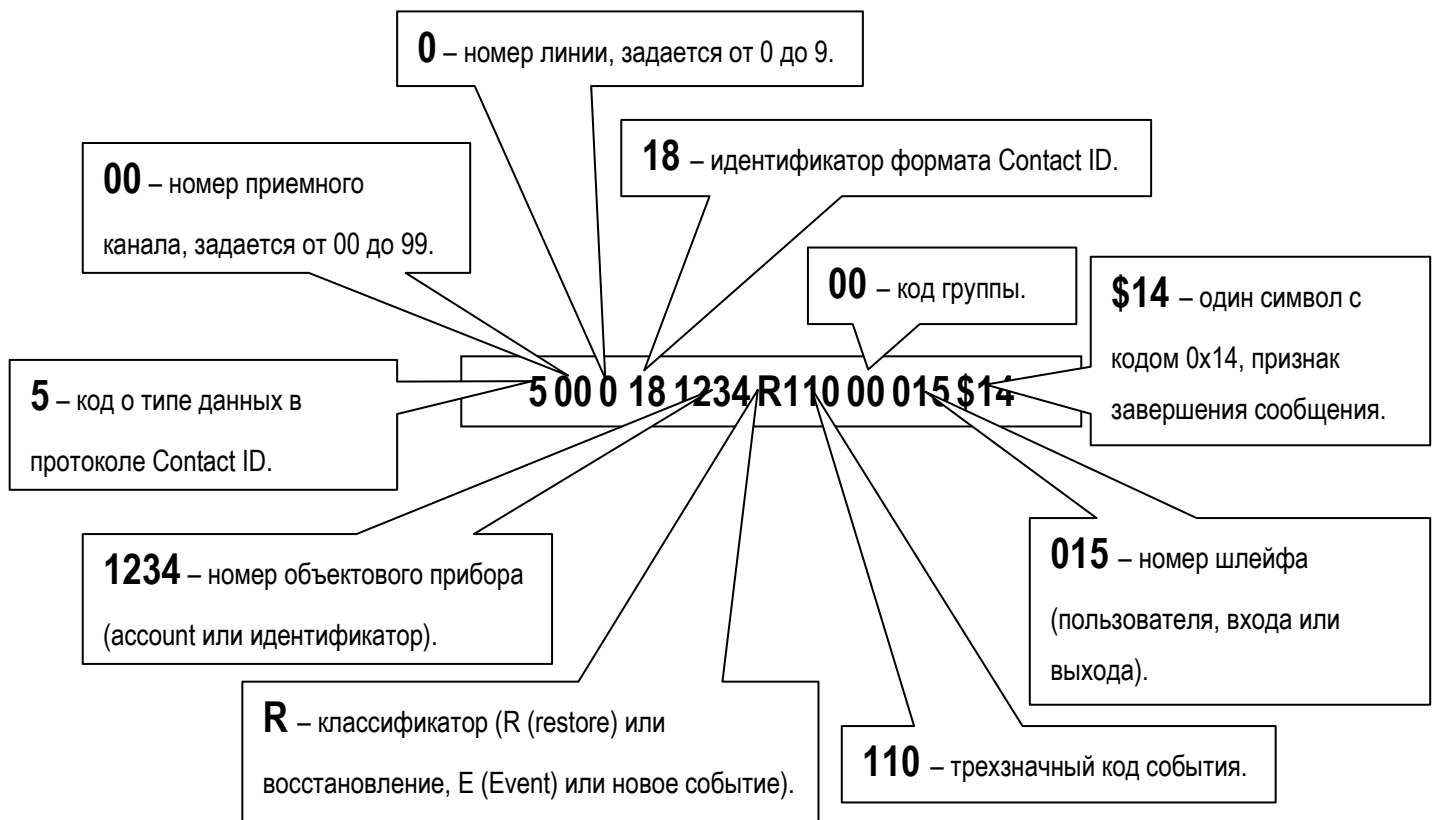 0 – номер линии, задается от 0 до 9.
18 – идентификатор формата Contact ID.
00 – номер приемного
канала, задается от 00 до 99.
00 – код группы.
$14 – один символ с
кодом 0x14, признак
завершения сообщения.
5 – код о типе данных в
протоколе Contact ID.
5 00 0 18 1234 R110 00 015 $14
1234 – номер объектового прибора
(account или идентификатор).
015 – номер шлейфа
(пользователя, входа или
выхода).
R – классификатор (R (restore) или
восстановление, E (Event) или новое событие).
110 – трехзначный код события.